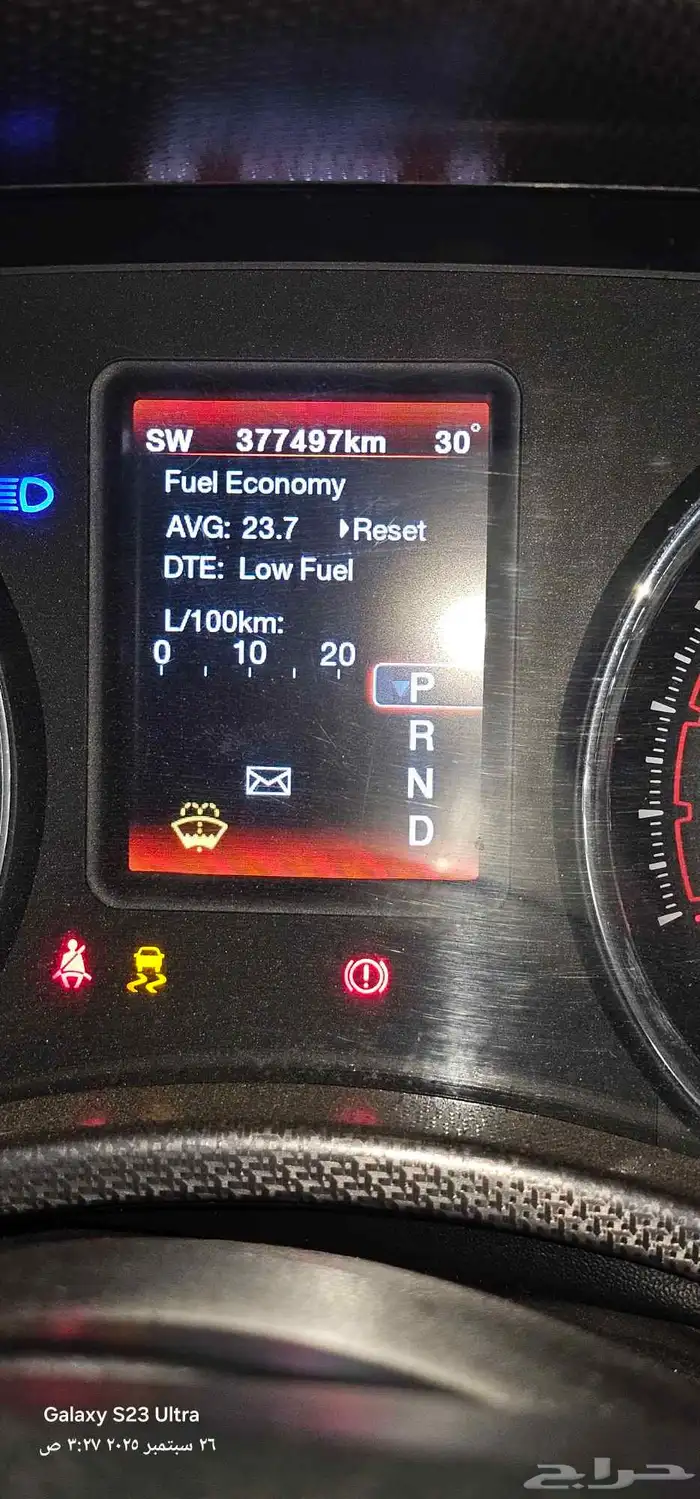 SW 377497km 30°
Fuel Economy
AVG: 23.7 Reset
DTE: Low Fuel
L/100km:
0 10 20
P
R
N
D
Galaxy S23 Ultra
٢٦ سبتمبر ٢٠٢٥ ٣:٢٧ ص
حراج